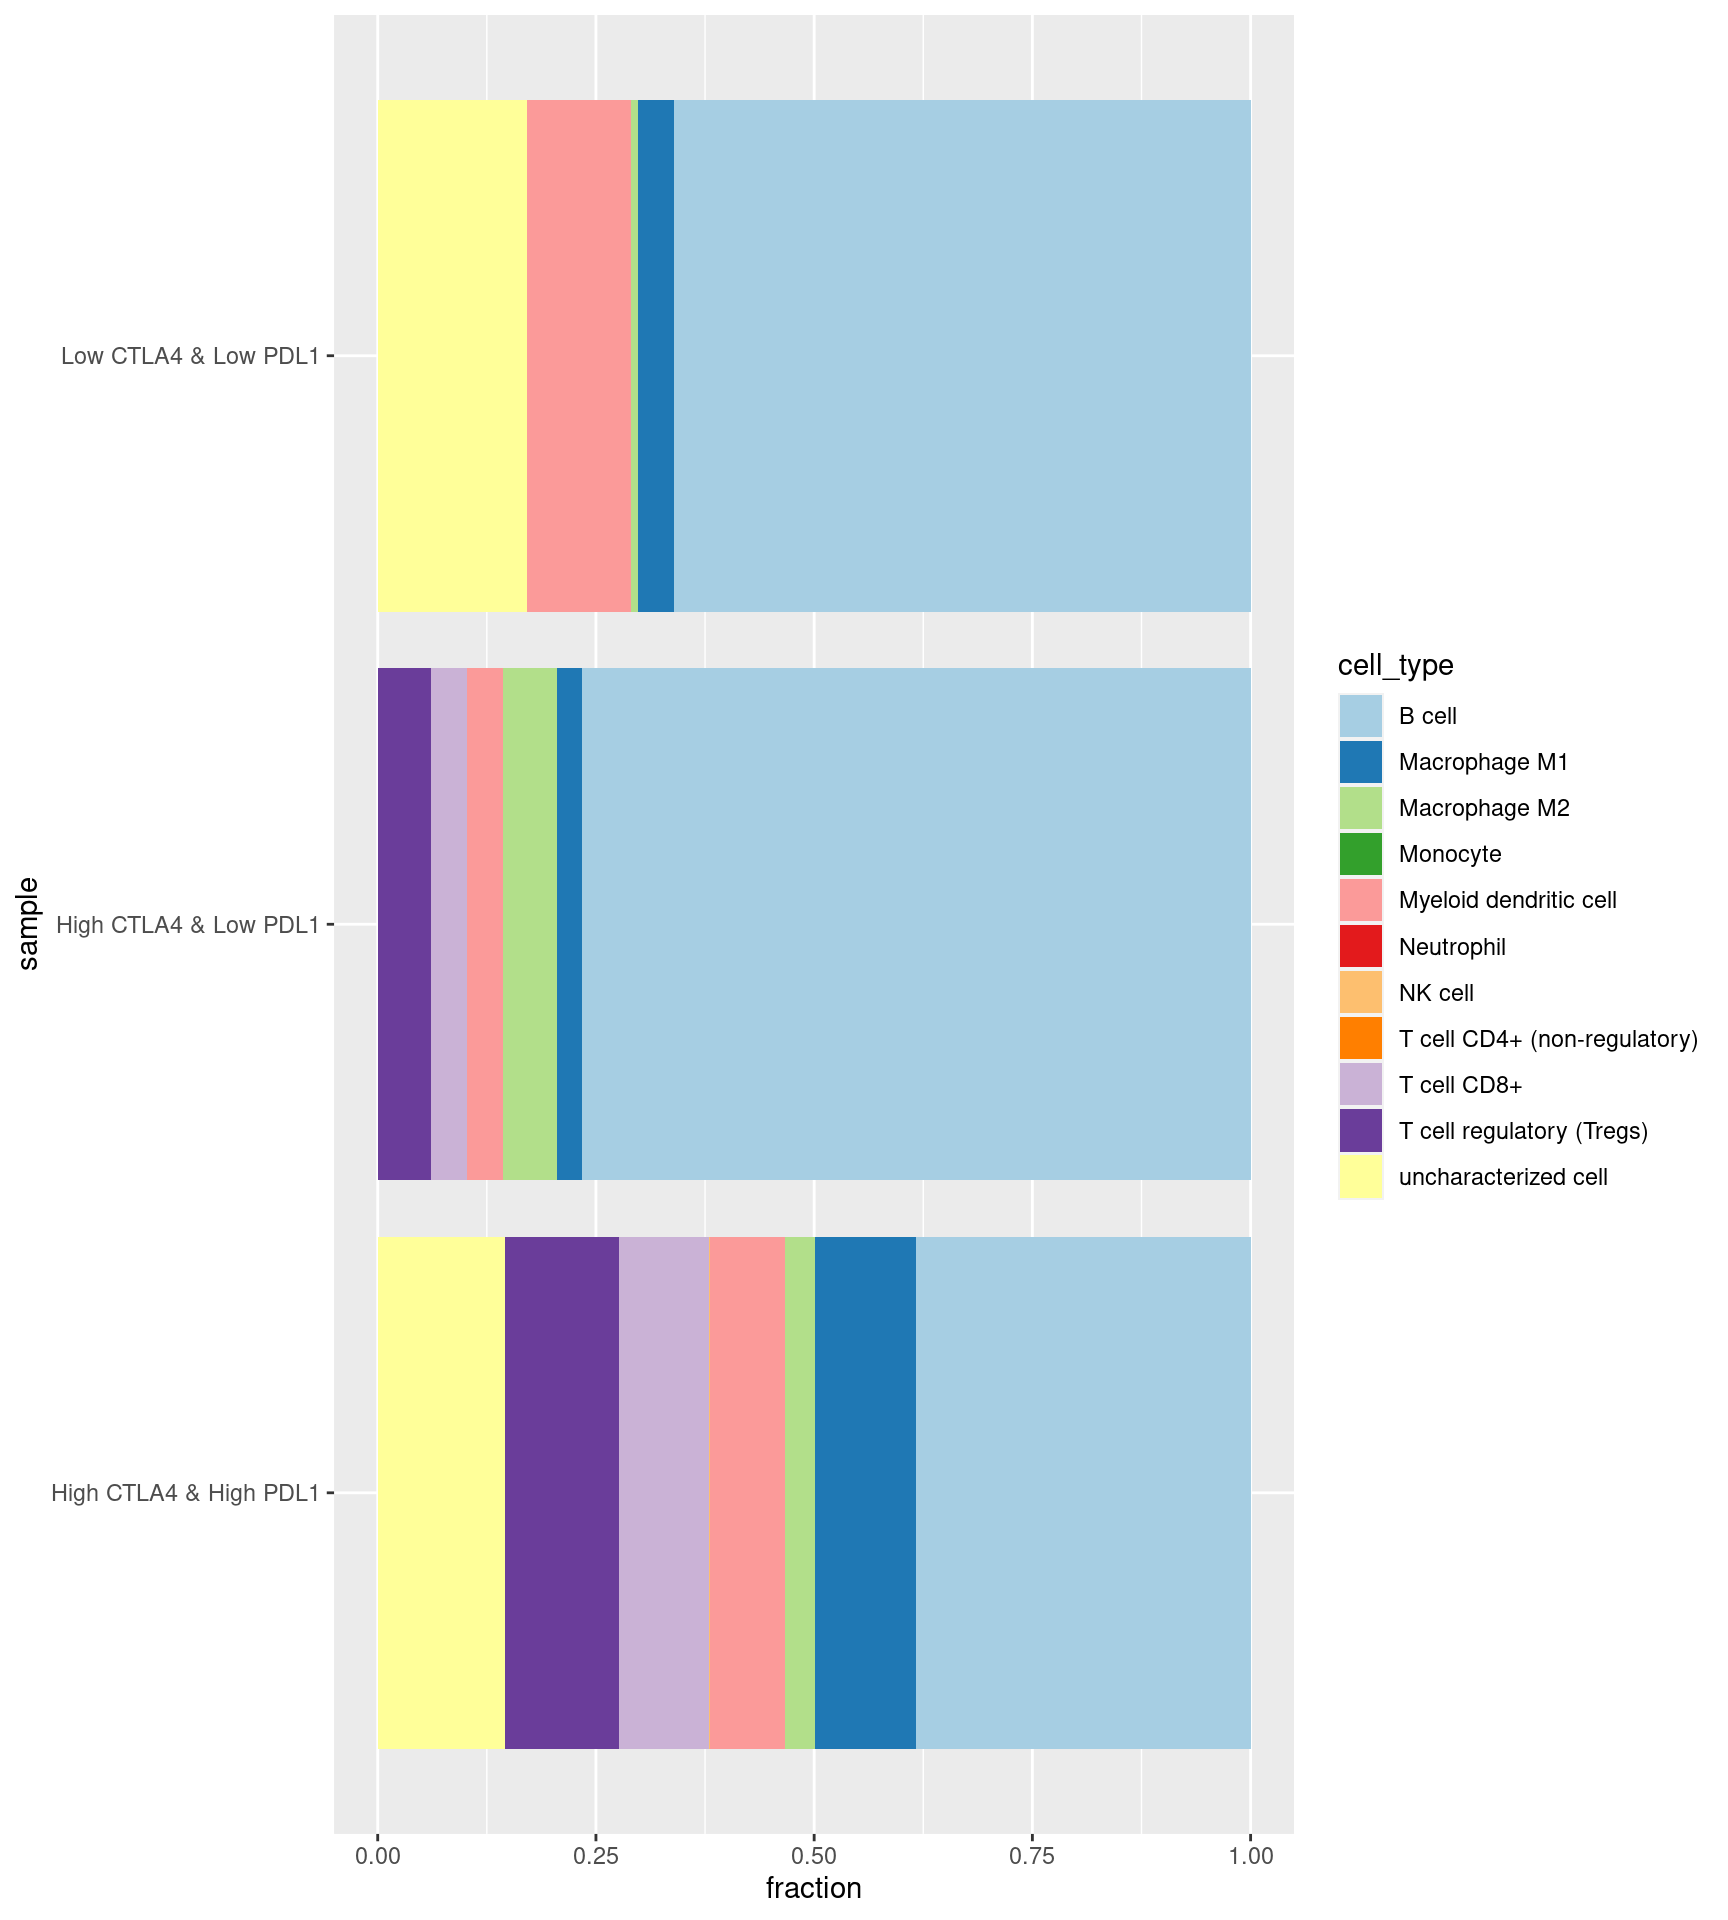 sample
Low CTLA4 & Low PDL1
High CTLA4 & Low PDL1
High CTLA4 & High PDL1
0.00 0.25 0.50 0.75 1.00
fraction
cell_type
B cell
Macrophage M1
Macrophage M2
Monocyte
Myeloid dendritic cell
Neutrophil
NK cell
T cell CD4+ (non-regulatory)
T cell CD8+
T cell regulatory (Tregs)
uncharacterized cell